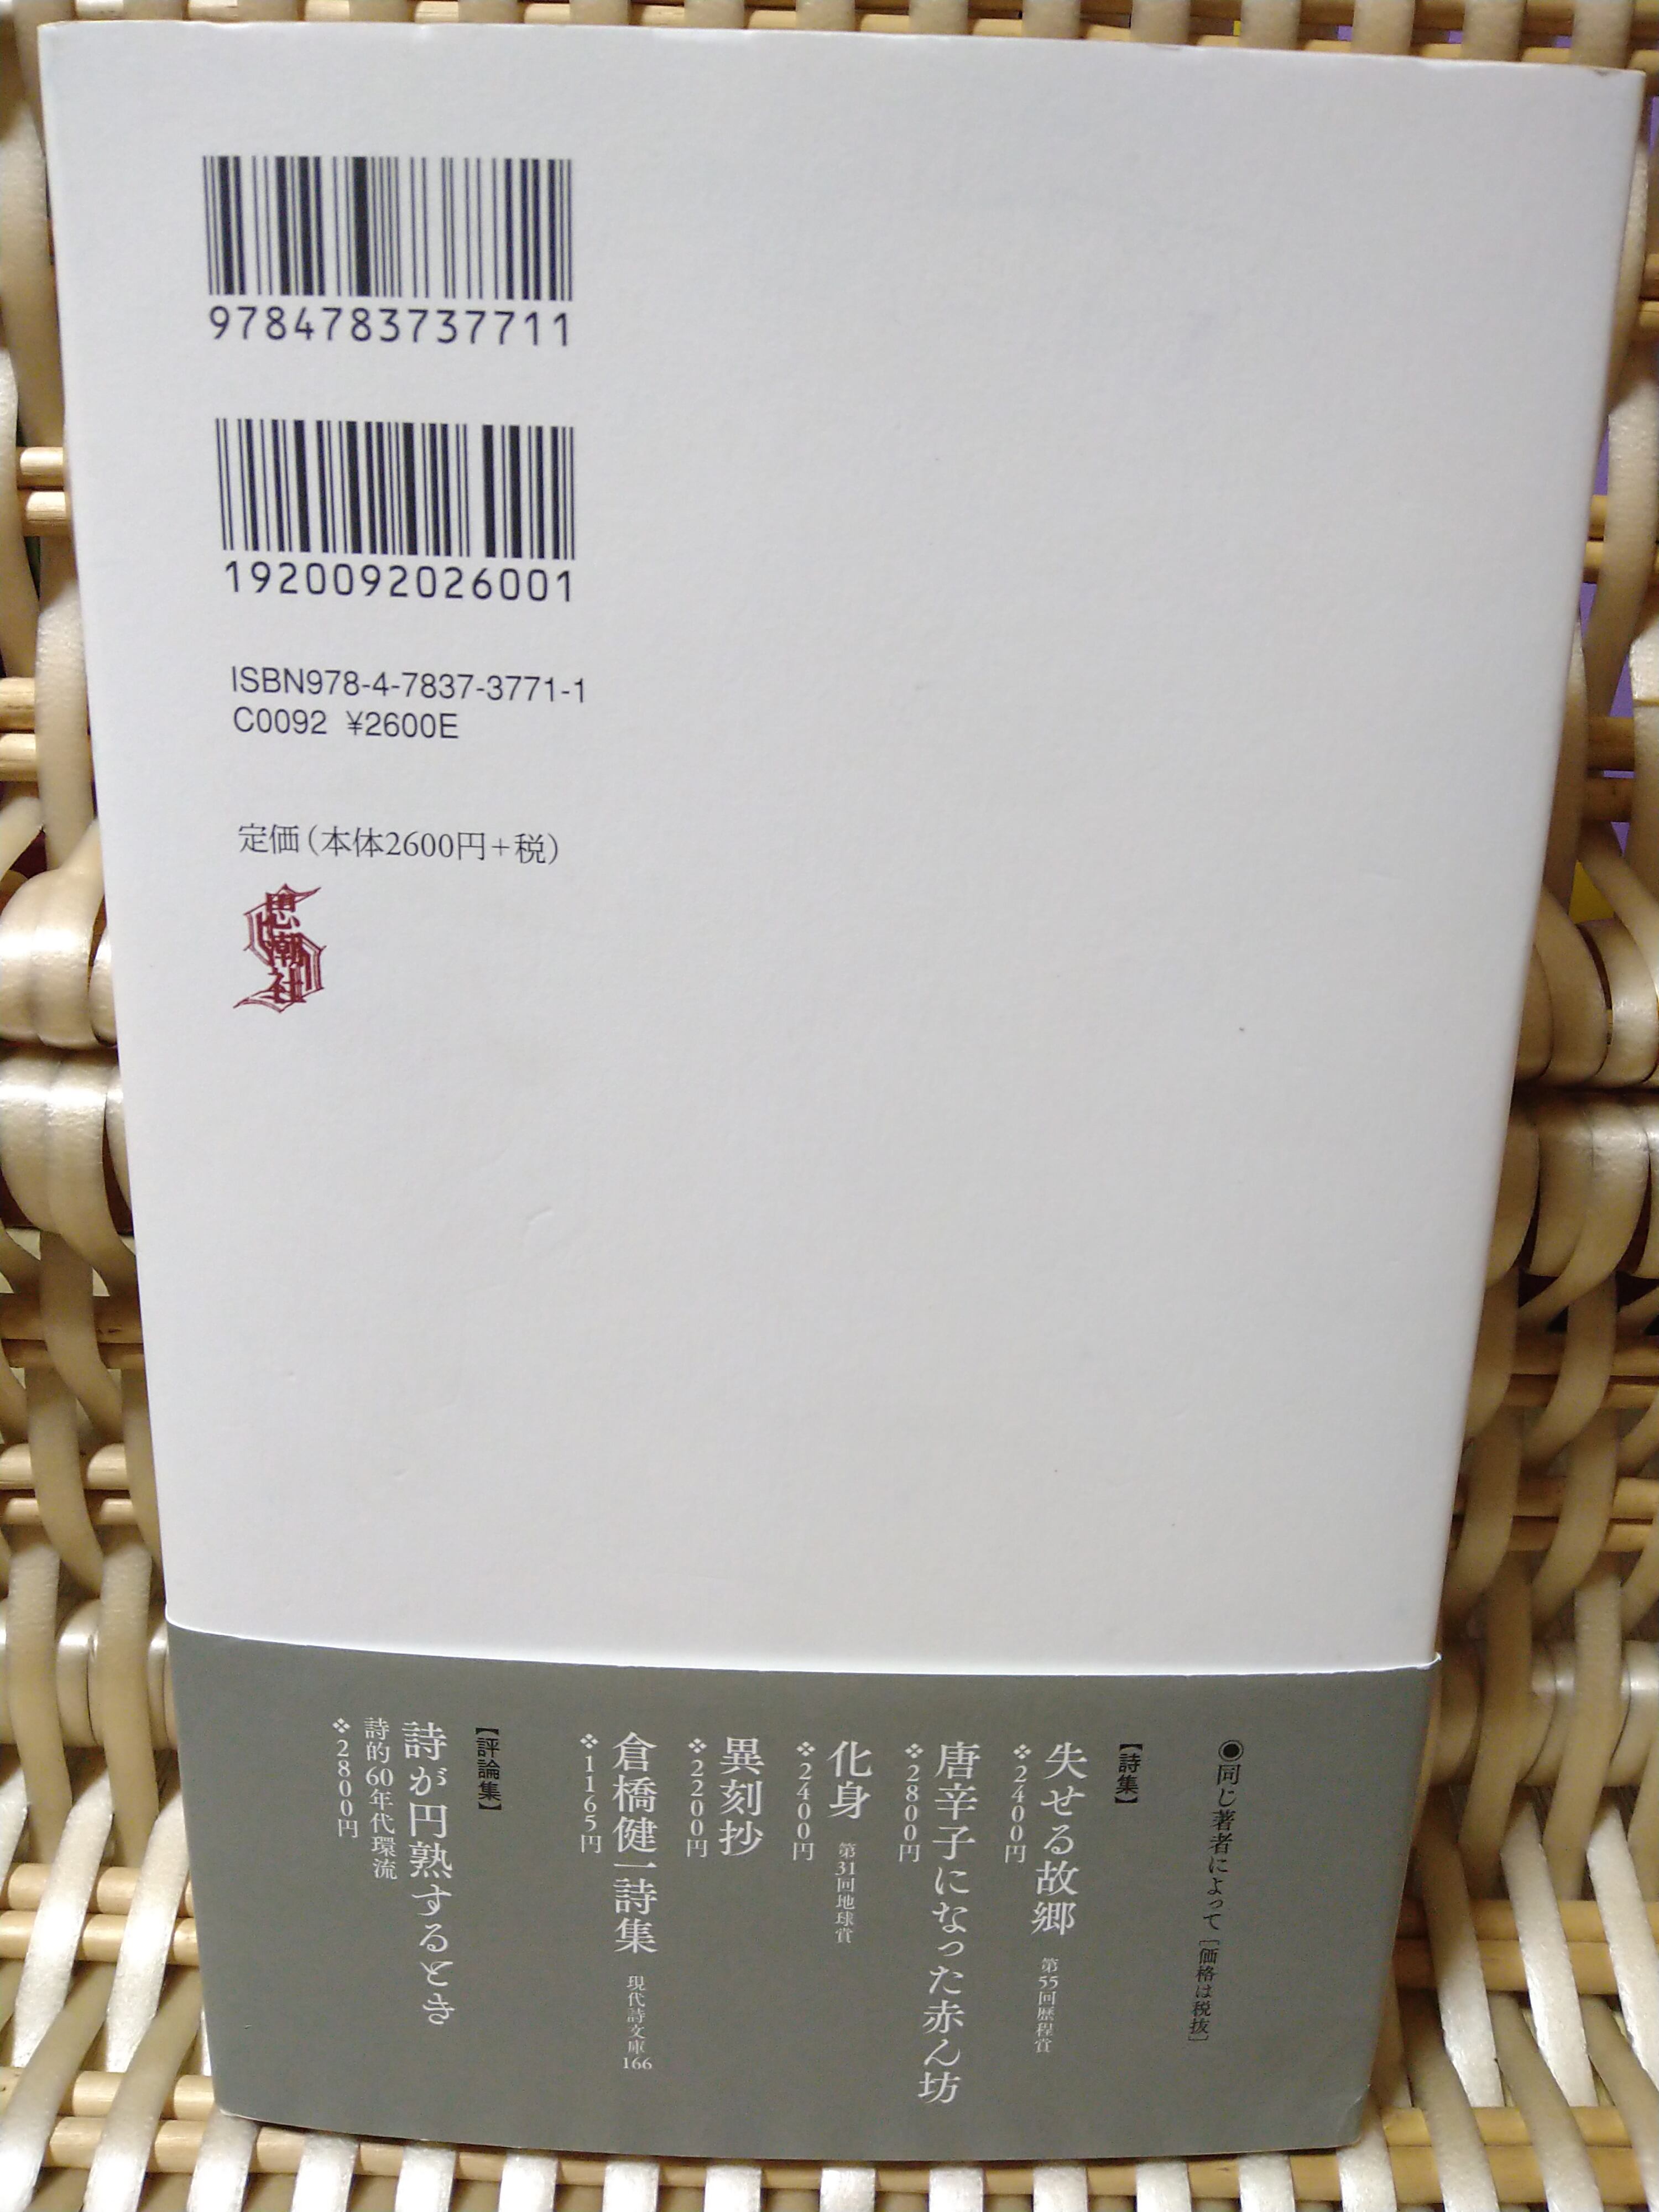 9784783737711
1920092026001
ISBN978-4-7837-3771-1
C0092 ¥2600E
定価(本体2600円+税)
思潮社
◉同じ著者によって[価格は税抜]
【詩集】
失せる故郷 第55回歴程賞
❖2400円
唐辛子になった赤ん坊
❖2800円
化身 第31回地球賞
❖2400円
異刻抄
❖2200円
倉橋健一詩集 現代詩文庫166
❖1165円
【評論集】
詩が円熟するとき
詩的60年代環流
❖2800円